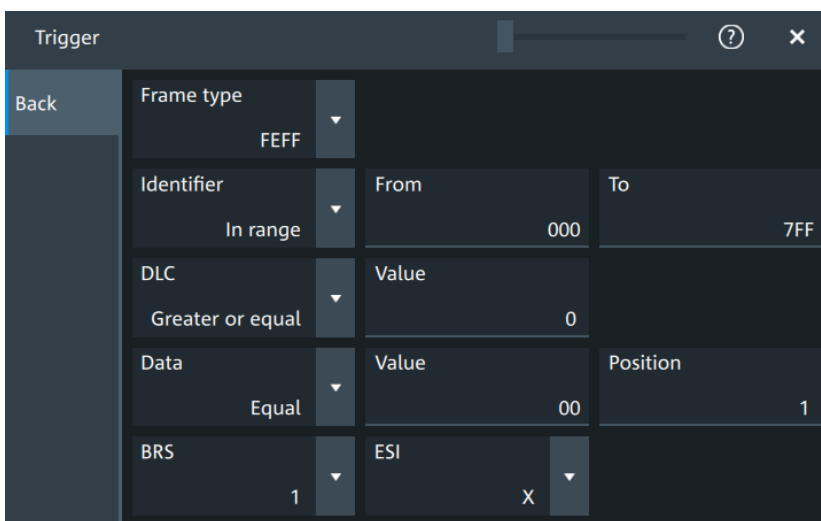 Trigger
?
Back
Frame type
FEFF
Identifier
From
To
In range
000
7FF
DLC
Value
Greater or equal
0
Data
Value
Position
Equal
00
1
BRS
ESI
1
X